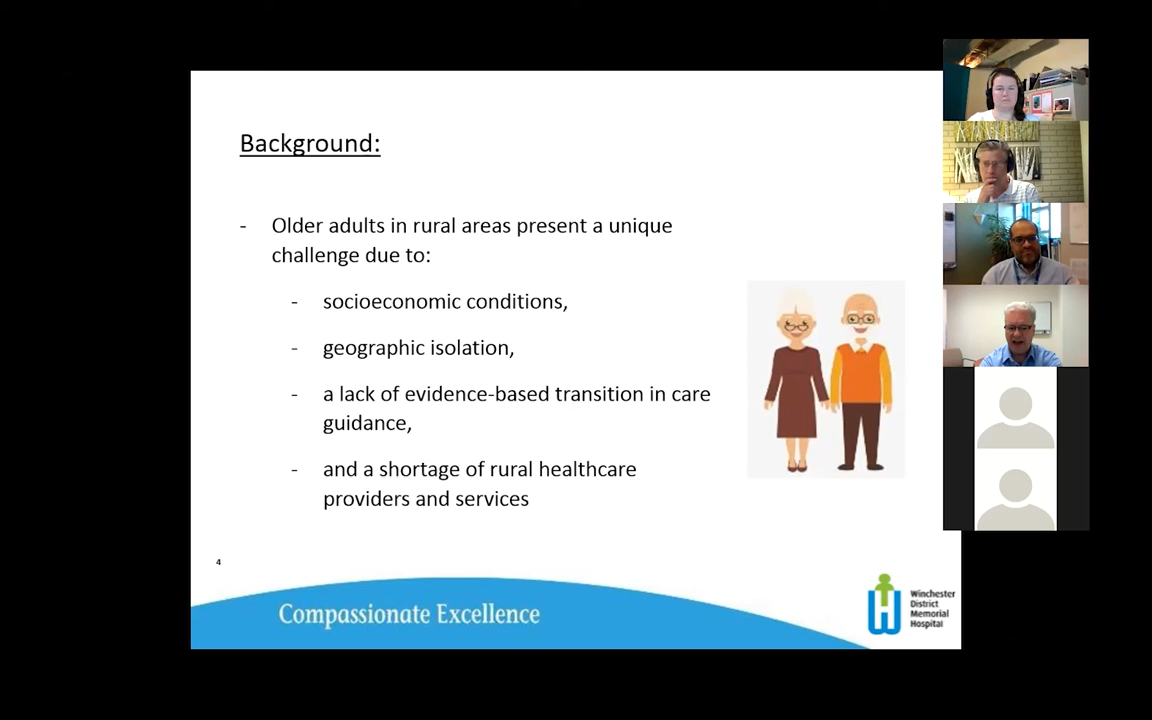 Background:
- Older adults in rural areas present a unique
challenge due to:
- socioeconomic conditions,
- geographic isolation,
- a lack of evidence-based transition in care
guidance,
- and a shortage of rural healthcare
providers and services
4
Compassionate Excellence
Winchester
District
Memorial
Hospital